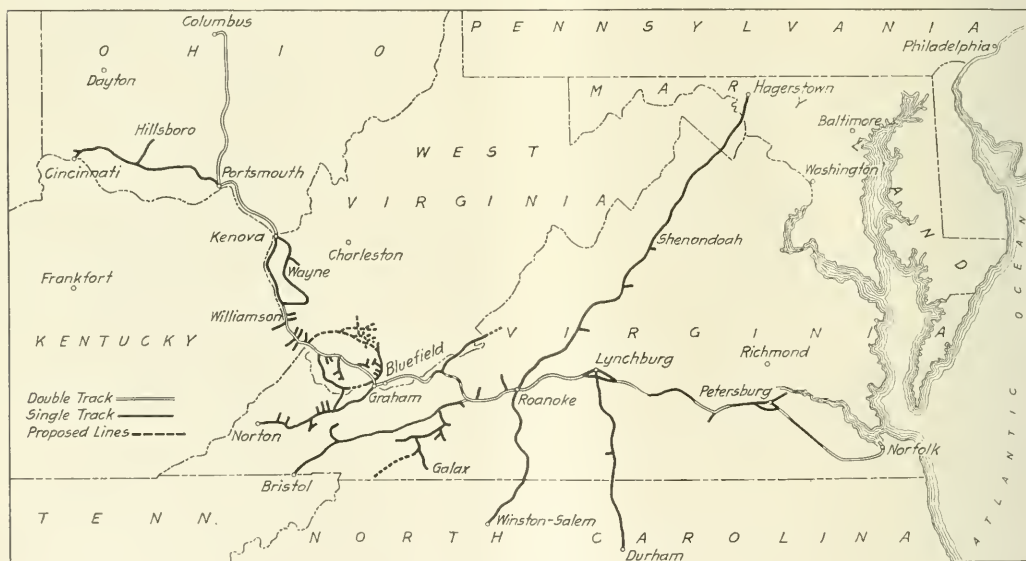 Columbus
PENNSYLVANIA
OHIO
Philadelphia
Dayton
MARYLAND
Hagerstown
Hillsboro
Baltimore
WEST
Cincinnati
Portsmouth
Washington
VIRGINIA
Kenova
Charleston
Shenondoah
Wayne
Frankfort
Williamson
KENTUCKY
VIRGINIA
Bluefield
Lynchburg
Richmond
Double Track
Graham
Roanoke
Petersburg
Single Track
Norton
Proposed Lines
Norfolk
Galax
Bristol
TENN.
Winston-Salem
NORTH CAROLINA
Durham
ATLANTIC OCEAN